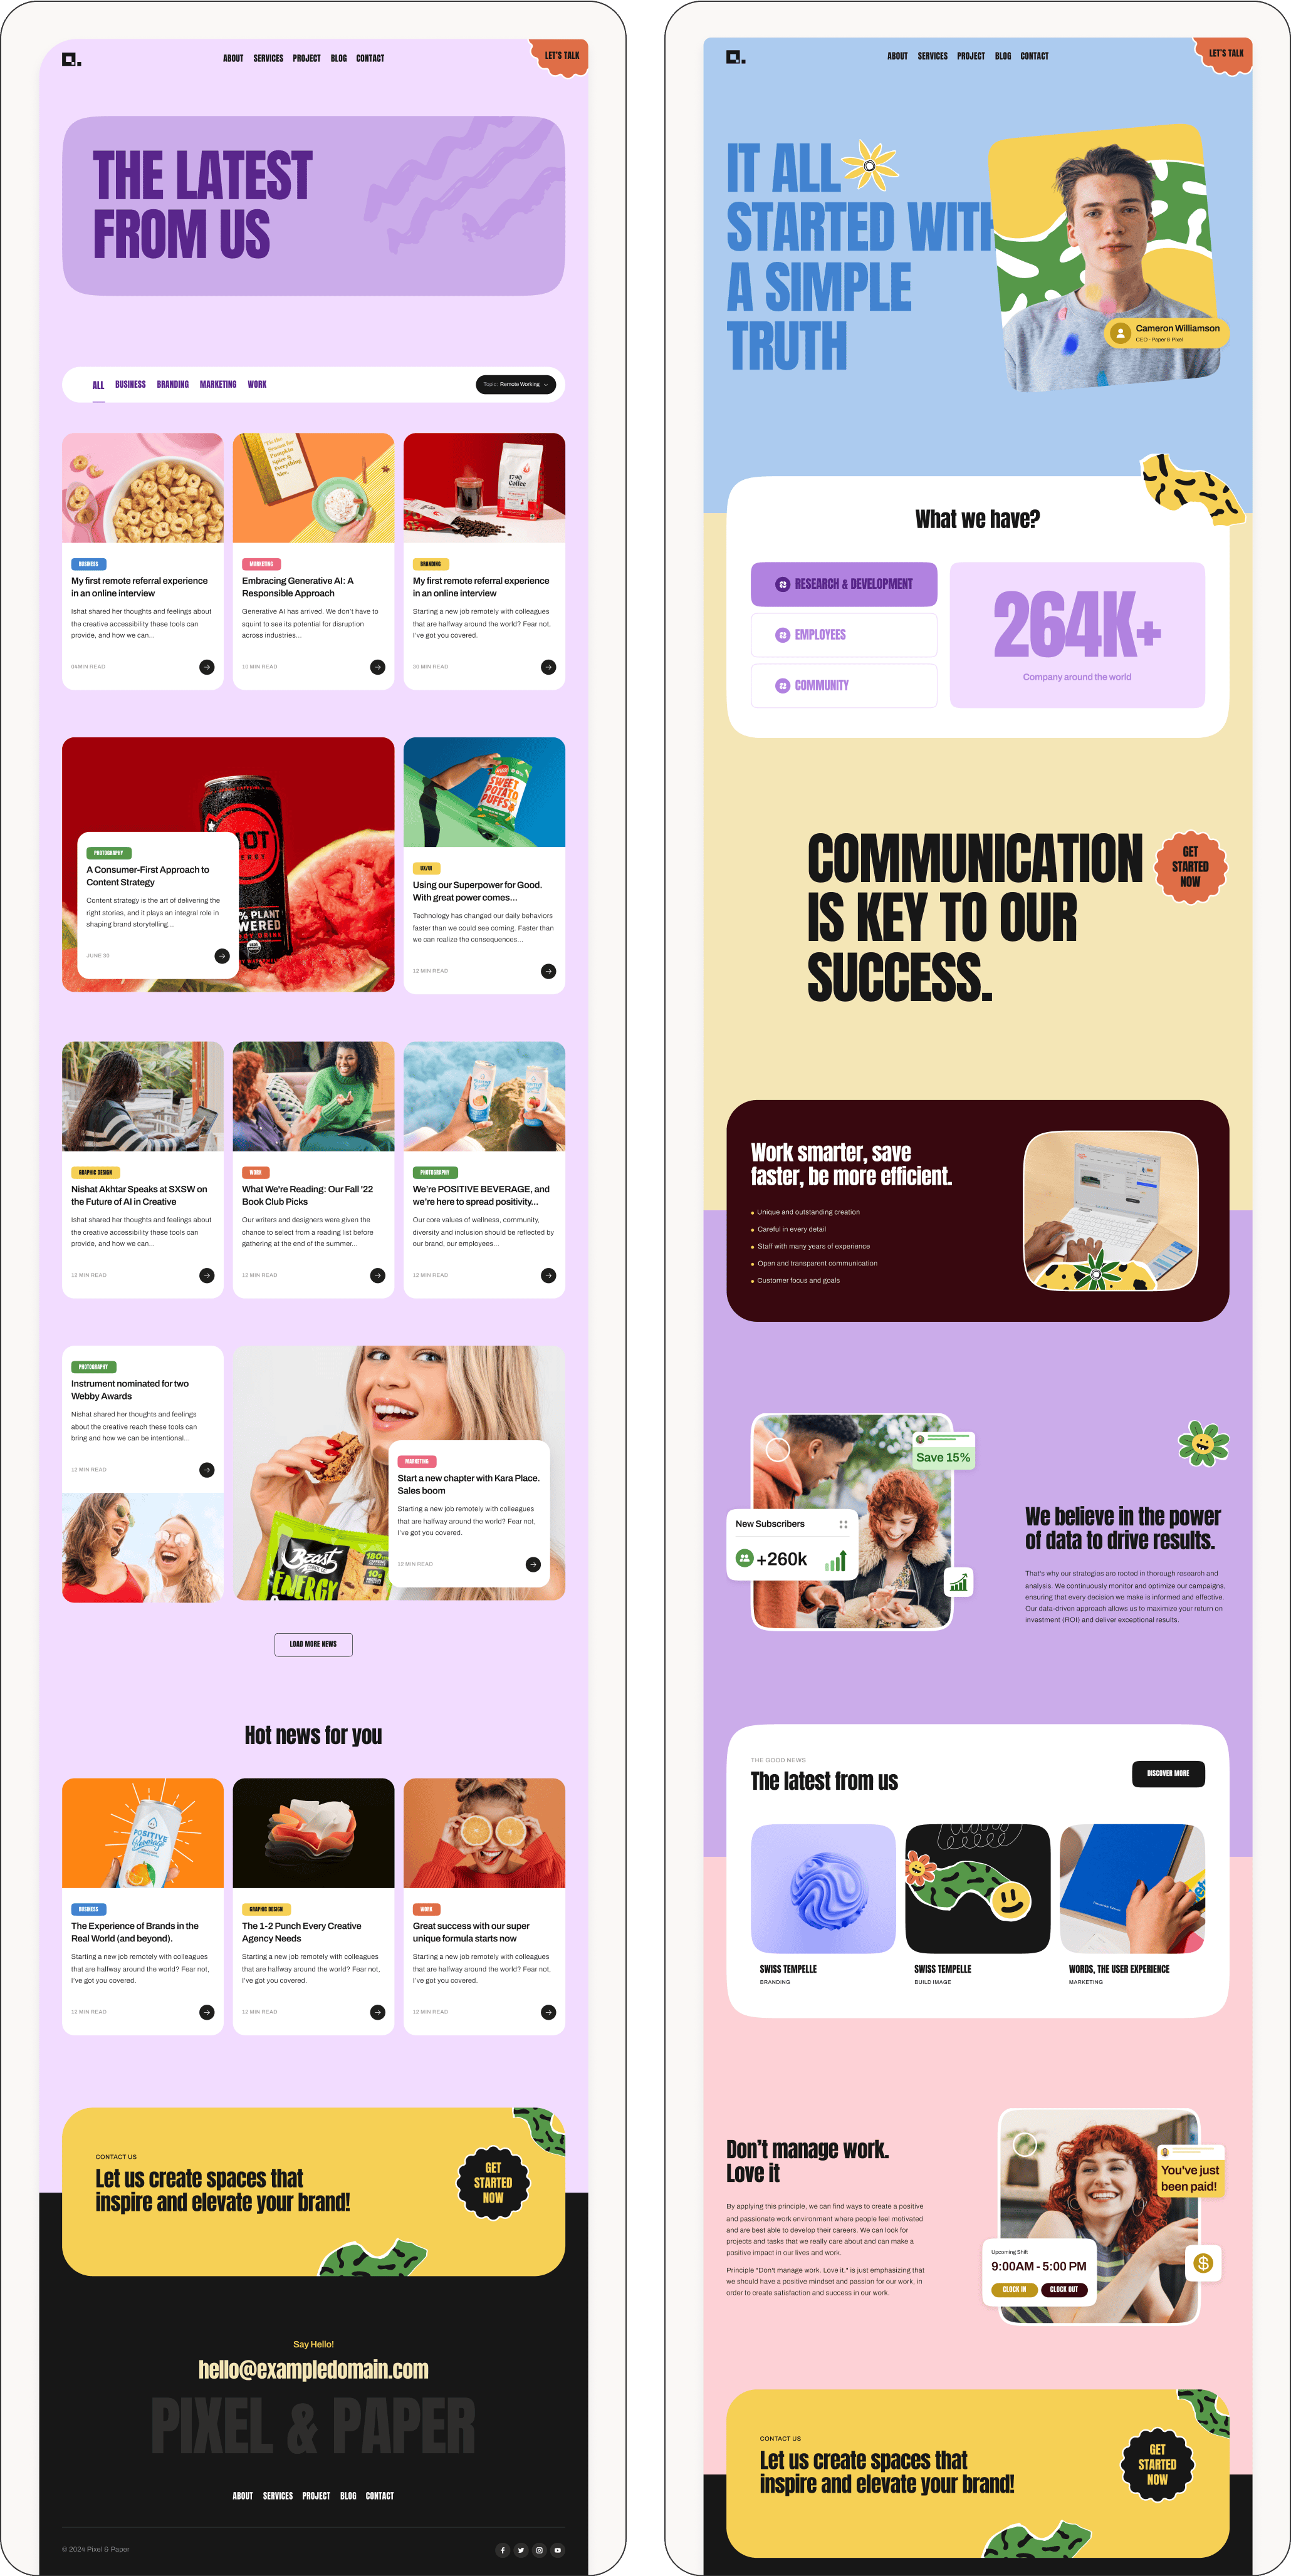 ABOUT SERVICES PROJECT BLOG CONTACT
LET'S TALK
THE LATEST
FROM US
ALL BUSINESS BRANDING MARKETING WORK
Topic: Remote Working
1790
Coffee
BUSINESS
My first remote referral experience
in an online interview
Ishat shared her thoughts and feelings about
the creative accessibility these tools can
provide, and how we can...
04MIN READ
MARKETING
Embracing Generative AI: A
Responsible Approach
Generative AI has arrived. We don't have to
squint to see its potential for disruption
across industries...
10 MIN READ
BRANDING
My first remote referral experience
in an online interview
Starting a new job remotely with colleagues
that are halfway around the world? Fear not,
I've got you covered.
30 MIN READ
PHOTOGRAPHY
A Consumer-First Approach to
Content Strategy
Content strategy is the art of delivering the
right stories, and it plays an integral role in
shaping brand storytelling...
JUNE 30
% PLANT
WERED
SWEET
POTATO
PUFFS
UX/UI
Using our Superpower for Good.
With great power comes...
Technology has changed our daily behaviors
faster than we could see coming. Faster than
we can realize the consequences...
12 MIN READ
GRAPHIC DESIGN
Nishat Akhtar Speaks at SXSW on
the Future of AI in Creative
Ishat shared her thoughts and feelings about
the creative accessibility these tools can
provide, and how we can...
12 MIN READ
WORK
What We're Reading: Our Fall '22
Book Club Picks
Our writers and designers were given the
chance to select from a reading list before
gathering at the end of the summer...
12 MIN READ
PHOTOGRAPHY
We're POSITIVE BEVERAGE, and
we're here to spread positivity...
Our core values of wellness, community,
diversity and inclusion should be reflected by
our brand, our employees...
12 MIN READ
PHOTOGRAPHY
Instrument nominated for two
Webby Awards
Nishat shared her thoughts and feelings
about the creative reach these tools can
bring and how we can be intentional...
12 MIN READ
Beast
ENERGY
180mg
10g
MARKETING
Start a new chapter with Kara Place.
Sales boom
Starting a new job remotely with colleagues
that are halfway around the world? Fear not,
I've got you covered.
12 MIN READ
LOAD MORE NEWS
Hot news for you
POSITIVE
Beverage
BUSINESS
The Experience of Brands in the
Real World (and beyond).
Starting a new job remotely with colleagues
that are halfway around the world? Fear not,
I've got you covered.
12 MIN READ
GRAPHIC DESIGN
The 1-2 Punch Every Creative
Agency Needs
Starting a new job remotely with colleagues
that are halfway around the world? Fear not,
I've got you covered.
12 MIN READ
WORK
Great success with our super
unique formula starts now
Starting a new job remotely with colleagues
that are halfway around the world? Fear not,
I've got you covered.
12 MIN READ
CONTACT US
Let us create spaces that
inspire and elevate your brand!
GET
STARTED
NOW
Say Hello!
hello@exampledomain.com
PIXEL & PAPER
ABOUT SERVICES PROJECT BLOG CONTACT
© 2024 Pixel & Paper
ABOUT SERVICES PROJECT BLOG CONTACT
LET'S TALK
IT ALL
STARTED WITH
A SIMPLE
TRUTH
Cameron Williamson
CEO - Paper & Pixel
What we have?
RESEARCH & DEVELOPMENT
EMPLOYEES
COMMUNITY
264K+
Company around the world
COMMUNICATION
IS KEY TO OUR
SUCCESS.
GET
STARTED
NOW
Work smarter, save
faster, be more efficient.
Unique and outstanding creation
Careful in every detail
Staff with many years of experience
Open and transparent communication
Customer focus and goals
Save 15%
New Subscribers
+260k
We believe in the power
of data to drive results.
That's why our strategies are rooted in thorough research and
analysis. We continuously monitor and optimize our campaigns,
ensuring that every decision we make is informed and effective.
Our data-driven approach allows us to maximize your return on
investment (ROI) and deliver exceptional results.
THE GOOD NEWS
The latest from us
DISCOVER MORE
SWISS TEMPELLE
BRANDING
SWISS TEMPELLE
BUILD IMAGE
WORDS, THE USER EXPERIENCE
MARKETING
Don't manage work.
Love it
By applying this principle, we can find ways to create a positive
and passionate work environment where people feel motivated
and are best able to develop their careers. We can look for
projects and tasks that we really care about and can make a
positive impact in our lives and work.
Principle "Don't manage work. Love it." is just emphasizing that
we should have a positive mindset and passion for our work, in
order to create satisfaction and success in our work.
You've just
been paid!
Upcoming Shift
9:00AM - 5:00 PM
CLOCK IN
CLOCK OUT
CONTACT US
Let us create spaces that
inspire and elevate your brand!
GET
STARTED
NOW